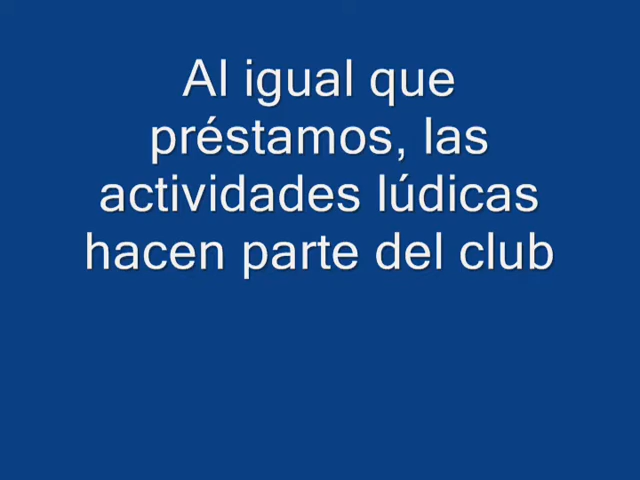 Al igual que
préstamos, las
actividades lúdicas
hacen parte del club